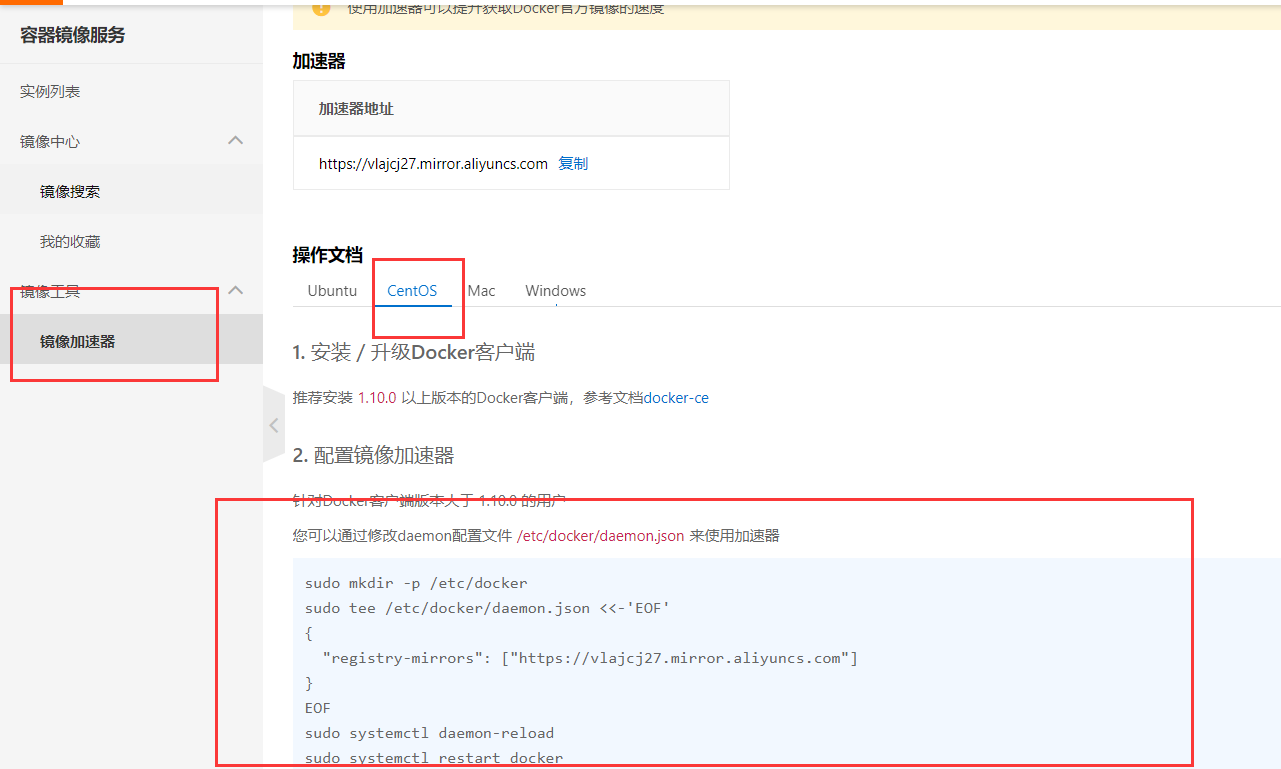 使用加速器可以提升获取Docker官方镜像的速度
容器镜像服务
实例列表
镜像中心
镜像搜索
我的收藏
镜像工具
镜像加速器
加速器
加速器地址
https://vlajcj27.mirror.aliyuncs.com 复制
操作文档
Ubuntu CentOS Mac Windows
1. 安装 / 升级Docker客户端
推荐安装 1.10.0 以上版本的Docker客户端，参考文档docker-ce
2. 配置镜像加速器
针对Docker客户端版本大于 1.10.0 的用户
您可以通过修改daemon配置文件 /etc/docker/daemon.json 来使用加速器
sudo mkdir -p /etc/docker
sudo tee /etc/docker/daemon.json <<-'EOF'
{
"registry-mirrors": ["https://vlajcj27.mirror.aliyuncs.com"]
}
EOF
sudo systemctl daemon-reload
sudo systemctl restart docker